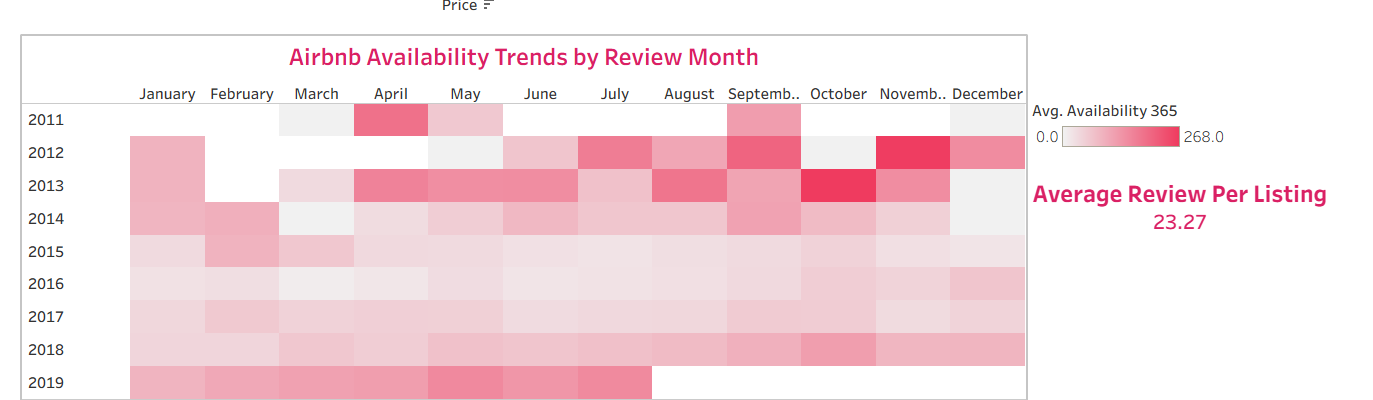 Price
Airbnb Availability Trends by Review Month
January February March April May June July August Septemb.. October Novemb.. December
2011
2012
2013
2014
2015
2016
2017
2018
2019
Avg. Availability 365
0.0 268.0
Average Review Per Listing
23.27